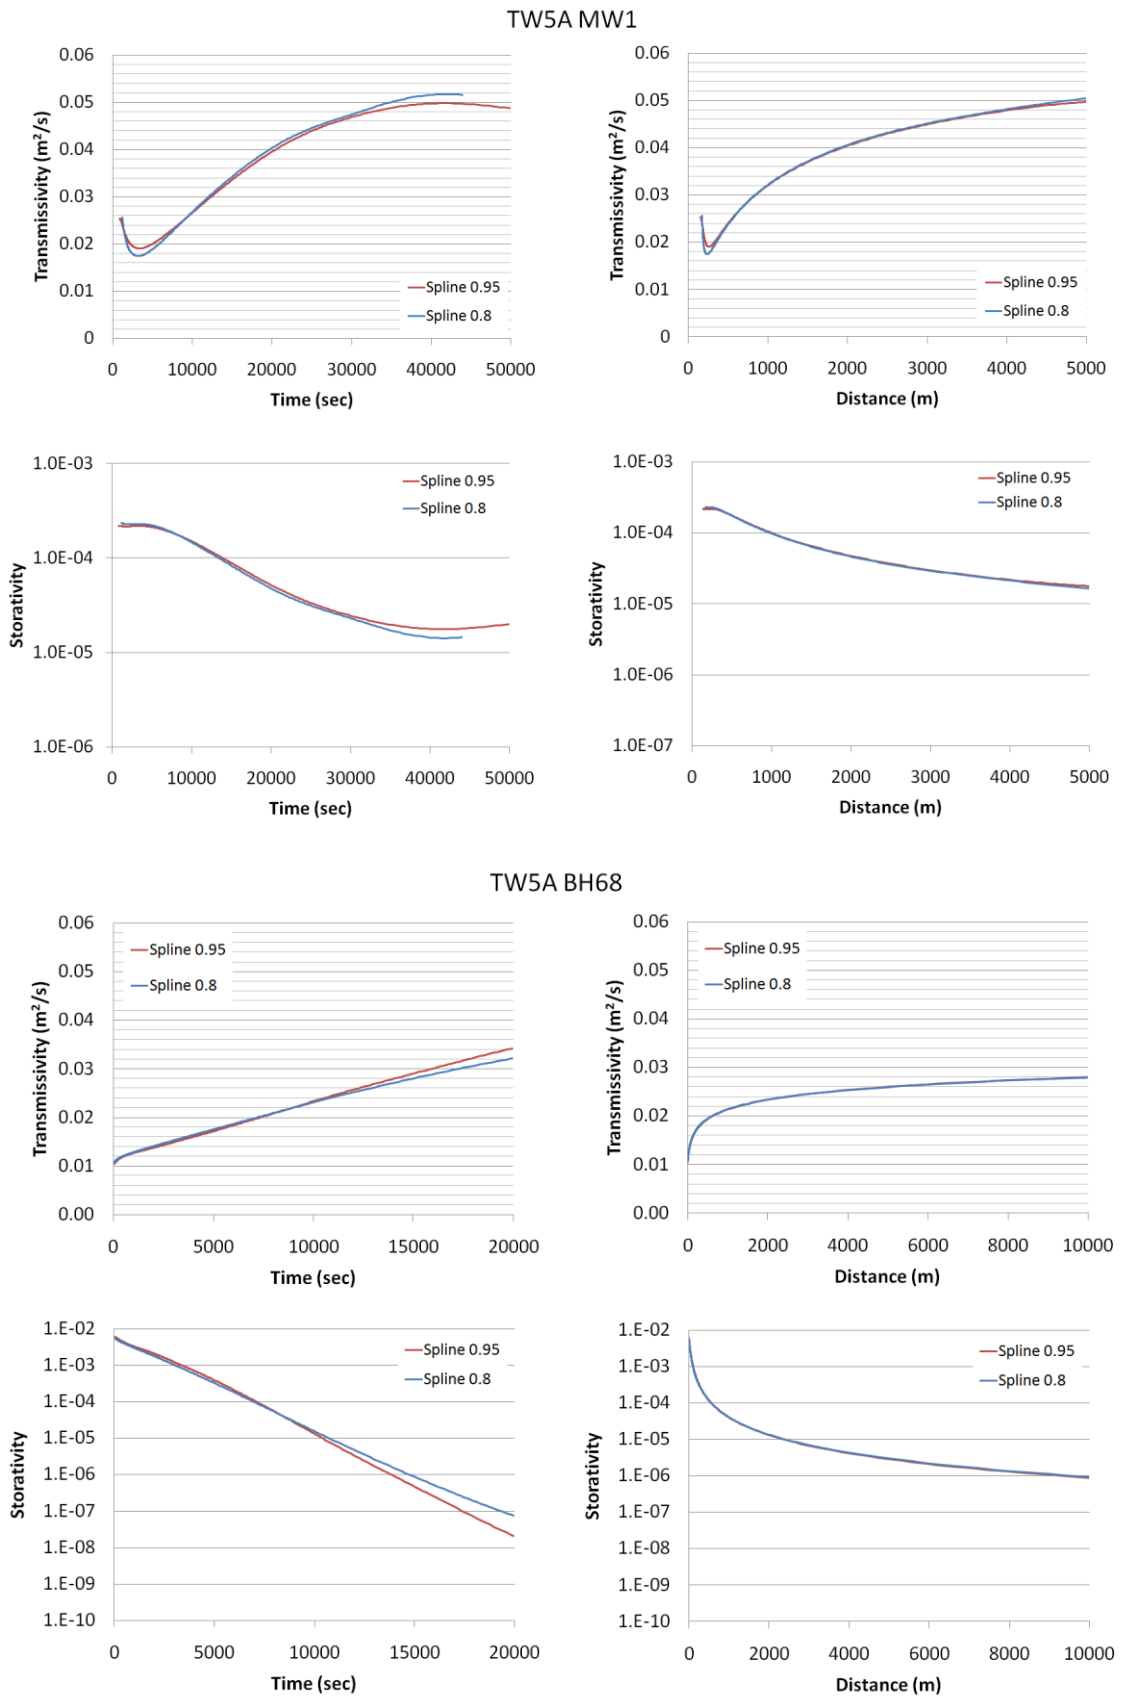 TW5A MW1
0.06
0.05
0.04
0.03
0.02
0.01
0
Transmissivity (m²/s)
Spline 0.95
Spline 0.8
0 10000 20000 30000 40000 50000
Time (sec)
0.06
0.05
0.04
0.03
0.02
0.01
0
Transmissivity (m²/s)
Spline 0.95
Spline 0.8
0 1000 2000 3000 4000 5000
Distance (m)
1.0E-03
1.0E-04
1.0E-05
1.0E-06
Storativity
Spline 0.95
Spline 0.8
0 10000 20000 30000 40000 50000
Time (sec)
1.0E-03
1.0E-04
1.0E-05
1.0E-06
1.0E-07
Storativity
Spline 0.95
Spline 0.8
0 1000 2000 3000 4000 5000
Distance (m)
TW5A BH68
0.06
0.05
0.04
0.03
0.02
0.01
0.00
Transmissivity (m²/s)
Spline 0.95
Spline 0.8
0 5000 10000 15000 20000
Time (sec)
0.06
0.05
0.04
0.03
0.02
0.01
0.00
Transmissivity (m²/s)
Spline 0.95
Spline 0.8
0 2000 4000 6000 8000 10000
Distance (m)
1.E-02
1.E-03
1.E-04
1.E-05
1.E-06
1.E-07
1.E-08
1.E-09
1.E-10
Storativity
Spline 0.95
Spline 0.8
0 5000 10000 15000 20000
Time (sec)
1.E-02
1.E-03
1.E-04
1.E-05
1.E-06
1.E-07
1.E-08
1.E-09
1.E-10
Storativity
Spline 0.95
Spline 0.8
0 2000 4000 6000 8000 10000
Distance (m)